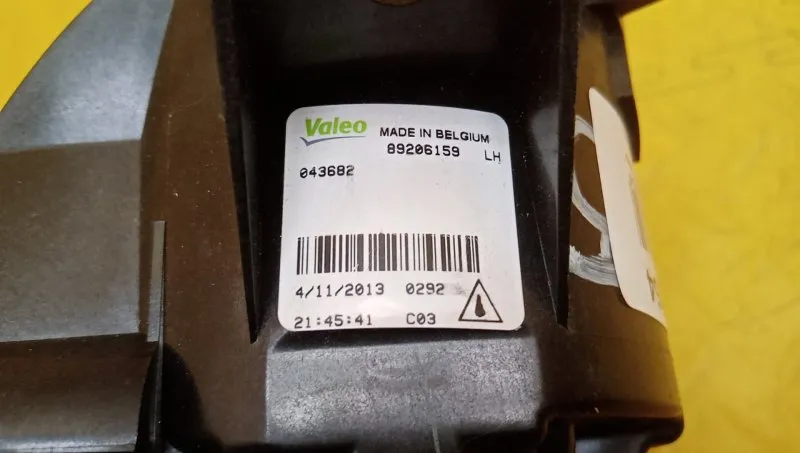 Valeo MADE IN BELGIUM
89206159 LH
043682
4/11/2013 0292
21:45:41 C03